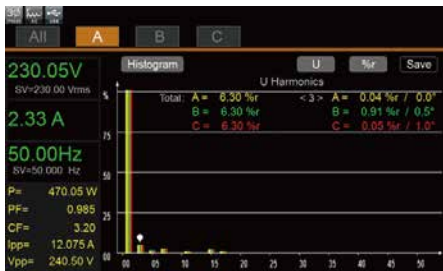 All A B C
230.05V
SV=230.00 Vrms
2.33 A
50.00Hz
SV=50.000 Hz
P= 470.05 W
PF= 0.985
CF= 3.20
Ipp= 12.075 A
Vpp= 240.50 V
Histogram U %r Save
U Harmonics
% Total: A = 6.30 %r <3> A = 0.04 %r / 0.0°
B = 6.30 %r B = 0.91 %r / 0.5°
C = 6.30 %r C = 0.05 %r / 1.0°
75
50
25
00
00 05 10 15 20 25 30 35 40 45 50